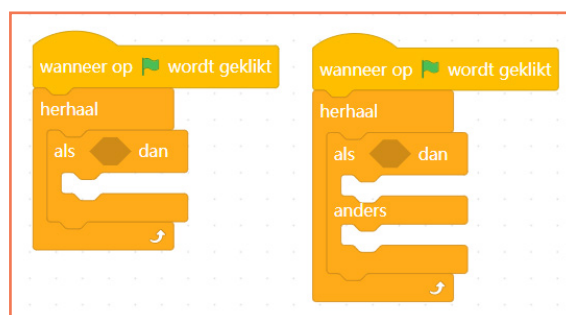 wanneer op wordt geklikt
herhaal
als dan
wanneer op wordt geklikt
herhaal
als dan
anders